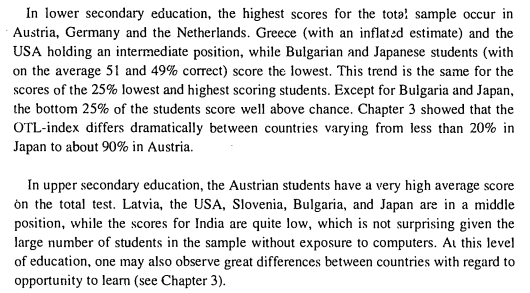 In lower secondary education, the highest scores for the total sample occur in
Austria, Germany and the Netherlands. Greece (with an inflated estimate) and the
USA holding an intermediate position, while Bulgarian and Japanese students (with
on the average 51 and 49% correct) score the lowest. This trend is the same for the
scores of the 25% lowest and highest scoring students. Except for Bulgaria and Japan,
the bottom 25% of the students score well above chance. Chapter 3 showed that the
OTL-index differs dramatically between countries varying from less than 20% in
Japan to about 90% in Austria.
In upper secondary education, the Austrian students have a very high average score
on the total test. Latvia, the USA, Slovenia, Bulgaria, and Japan are in a middle
position, while the scores for India are quite low, which is not surprising given the
large number of students in the sample without exposure to computers. At this level
of education, one may also observe great differences between countries with regard to
opportunity to learn (see Chapter 3).